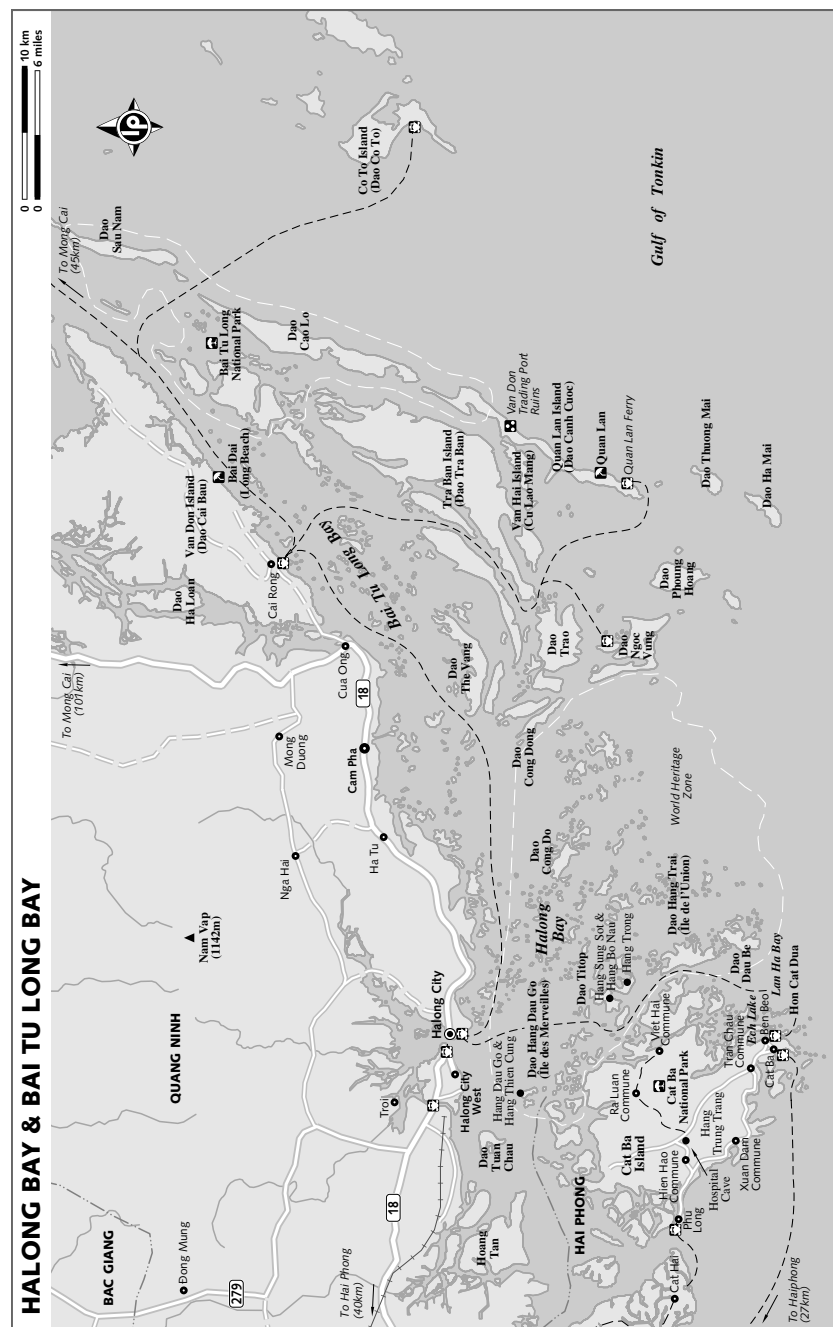 HALONG BAY & BAI TU LONG BAY
0
10 km
0
6 miles
lp
BAC GIANG
Dong Mung
279
QUANG NINH
Nam Vap
(1142m)
To Mong Cai
(101km)
To Mong Cai
(45km)
Dao
Sau Nam
Co To Island
(Dao Co To)
Dao
Ha Loan
Van Don Island
(Dao Cai Bau)
Bai Dai
(Long Beach)
Bai Tu Long
National Park
Dao
Cao Lo
Cai Rong
Mong
Duong
Cua Ong
18
Nga Hai
Cam Pha
Ha Tu
Bai Tu Long Bay
Tra Ban Island
(Dao Tra Ban)
Van Don
Trading Port
Ruins
Van Hai Island
(Cu Lao Mang)
Quan Lan Island
(Dao Canh Cuoc)
Quan Lan
Quan Lan Ferry
Gulf of Tonkin
To Hai Phong
(40km)
18
Troi
Halong City
Halong City
West
Dao
The Vang
Dao
Trao
Dao
Ngoc
Vung
Dao
Phoung
Hoang
Dao Thuong Mai
Dao Ha Mai
Dao
Cong Dong
Hoang
Tan
Dao
Tuan
Chau
Hang Dau Go &
Hang Thien Cung
Dao Hang Dau Go
(Île des Merveilles)
Halong
Bay
Dao
Cong Do
Dao Titop
Hang Sung Sot &
Hang Bo Nau
Hang Trong
World Heritage
Zone
Dao Hang Trai
(Île de l'Union)
HAI PHONG
Cat Ba
Island
Ra Luan
Commune
Viet Hai
Commune
Cat Ba
National Park
Hien Hao
Commune
Hang
Trung Trang
Hospital
Cave
Xuan Dam
Commune
Phu
Long
Cat Hai
Tran Chau
Commune
Ech Lake
Ben Beo
Cat Ba
Dao
Dau Be
Lan Ha Bay
Hon Cat Dua
To Haiphong
(27km)